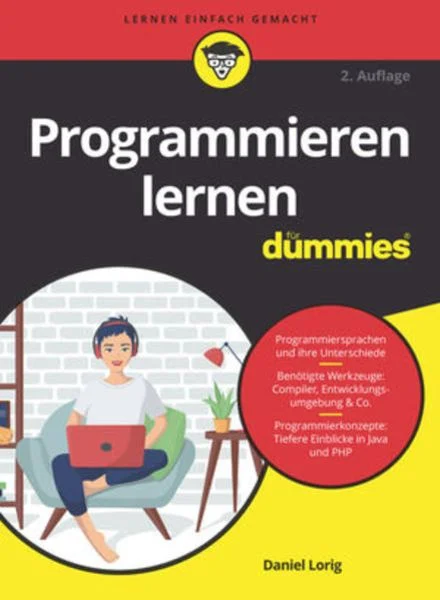 LERNEN EINFACH GEMACHT
2. Auflage
Programmieren
lernen
für
dummies®
Programmiersprachen
und ihre Unterschiede
Benötigte Werkzeuge:
Compiler, Entwicklungs-
umgebung & Co.
Programmierkonzepte:
Tiefere Einblicke in Java
und PHP
Daniel Lorig